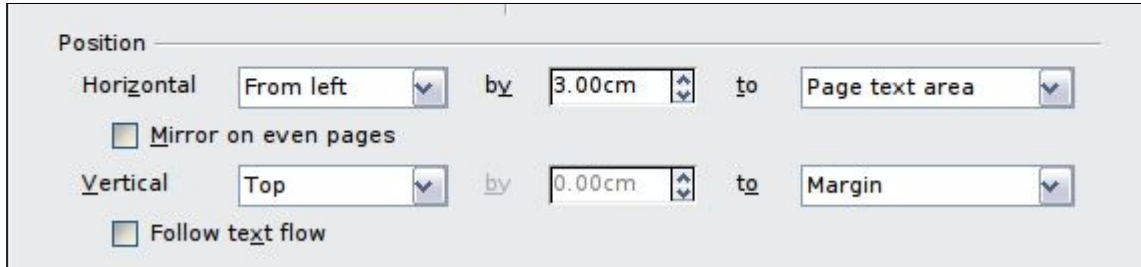 Position
Horizontal From left by 3.00cm to Page text area
Mirror on even pages
Vertical Top by 0.00cm to Margin
Follow text flow